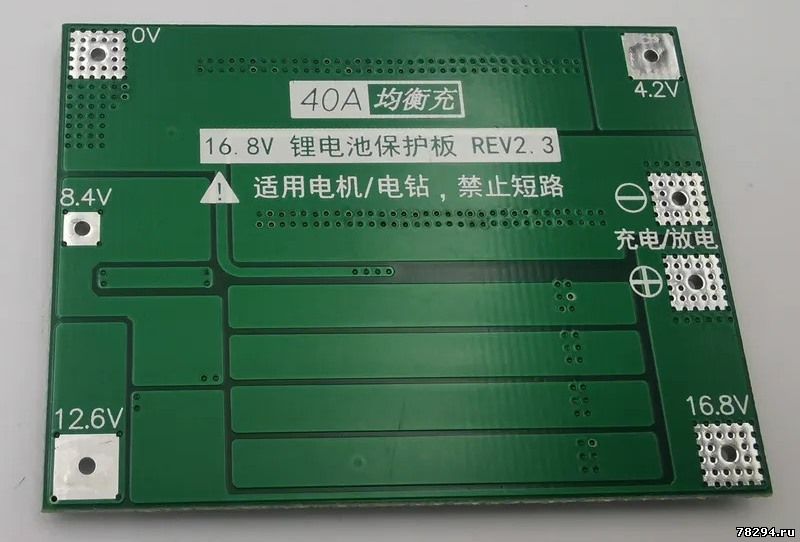 0V
4.2V
40A 均衡充
16.8V 锂电池保护板 REV2.3
! 适用电机/电钻，禁止短路
8.4V
充电/放电
12.6V
16.8V
78294.ru